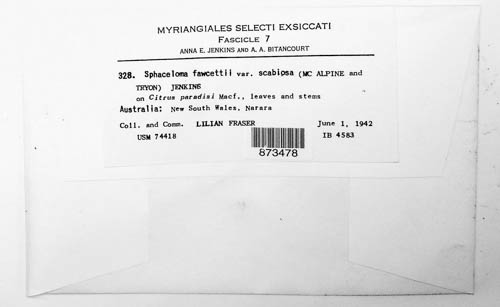 MYRIANGIALES SELECTI EXSICCATI
FASCICLE 7
ANNA E. JENKINS AND A. A. BITANCOURT
328. Sphaceloma fawcettii var. scabiosa (MC ALPINE and
TRYON) JENKINS
on Citrus paradisi Macf., leaves and stems
Australia: New South Wales, Narara
Coll. and Comm. LILIAN FRASER June 1, 1942
USM 74418 IB 4583
873478